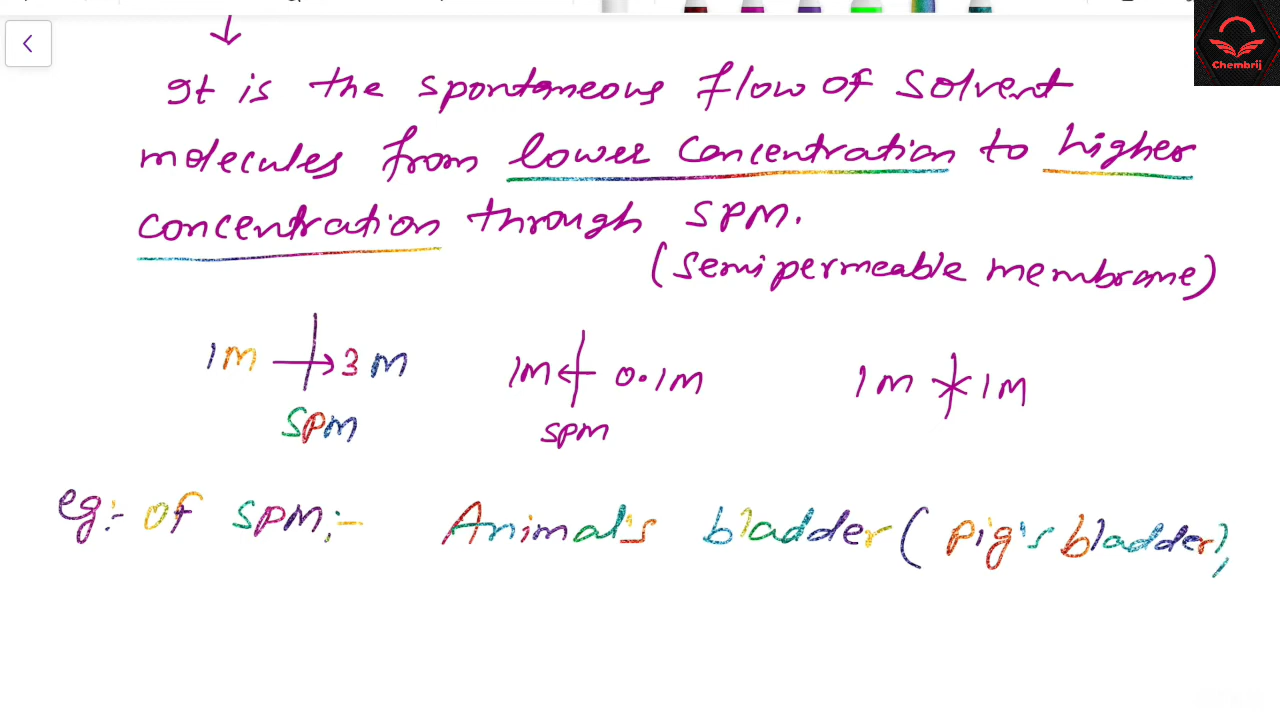 Chembrij
It is the spontaneous flow of solvent
molecules from lower concentration to higher
concentration through SPM.
(semipermeable membrane)
1M 3M
SPM
1M 0.1M
SPM
1M 1M
eg:- of SPM:- Animal's bladder (pig's bladder),